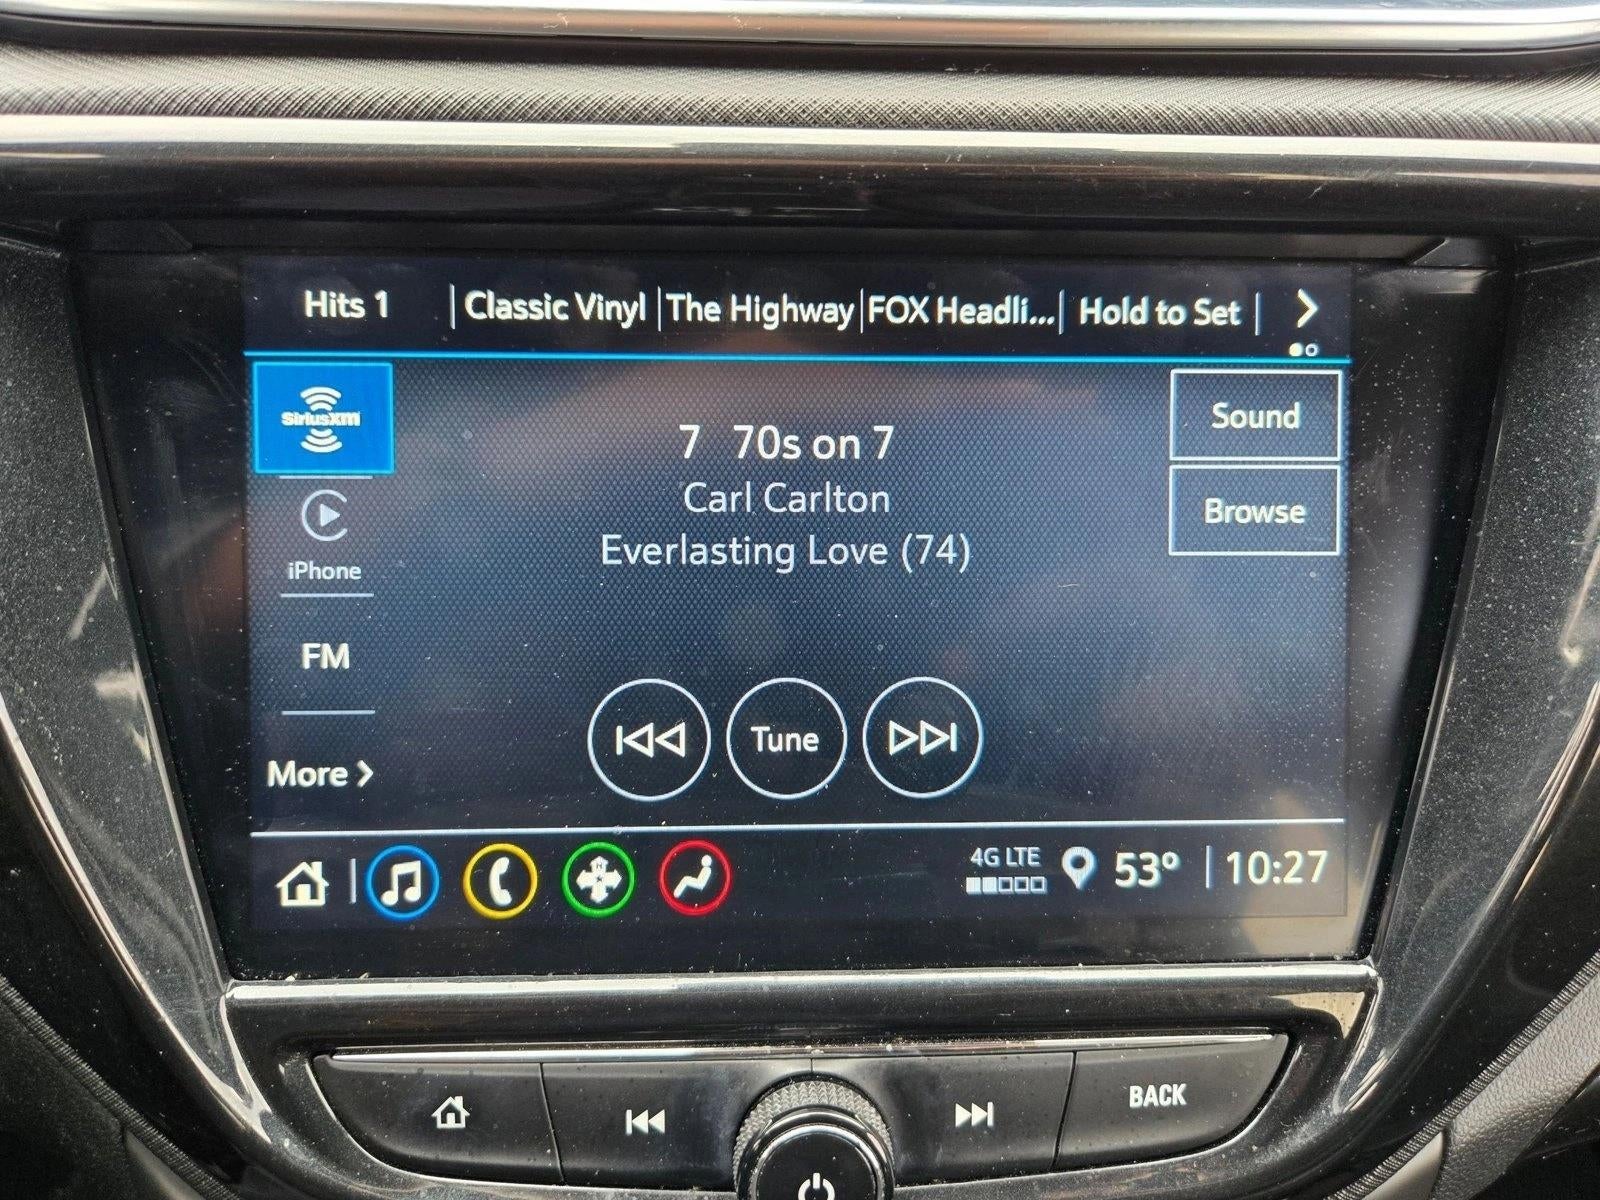 Hits 1 Classic Vinyl The Highway FOX Headli... Hold to Set
SiriusXM
Sound
7 70s on 7
Carl Carlton
Everlasting Love (74)
Browse
iPhone
FM
Tune
More
4G LTE 53° 10:27
BACK